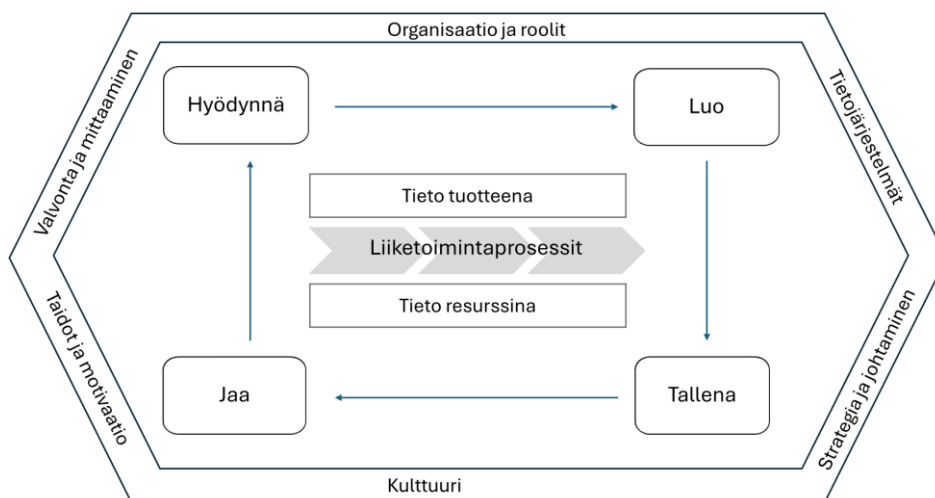 Organisaatio ja roolit
Valvonta ja mittaaminen
Tietojärjestelmät
Hyödynnä
Luo
Tieto tuotteena
Liiketoimintaprosessit
Tieto resurssina
Jaa
Tallena
Taidot ja motivaatio
Strategia ja johtaminen
Kulttuuri